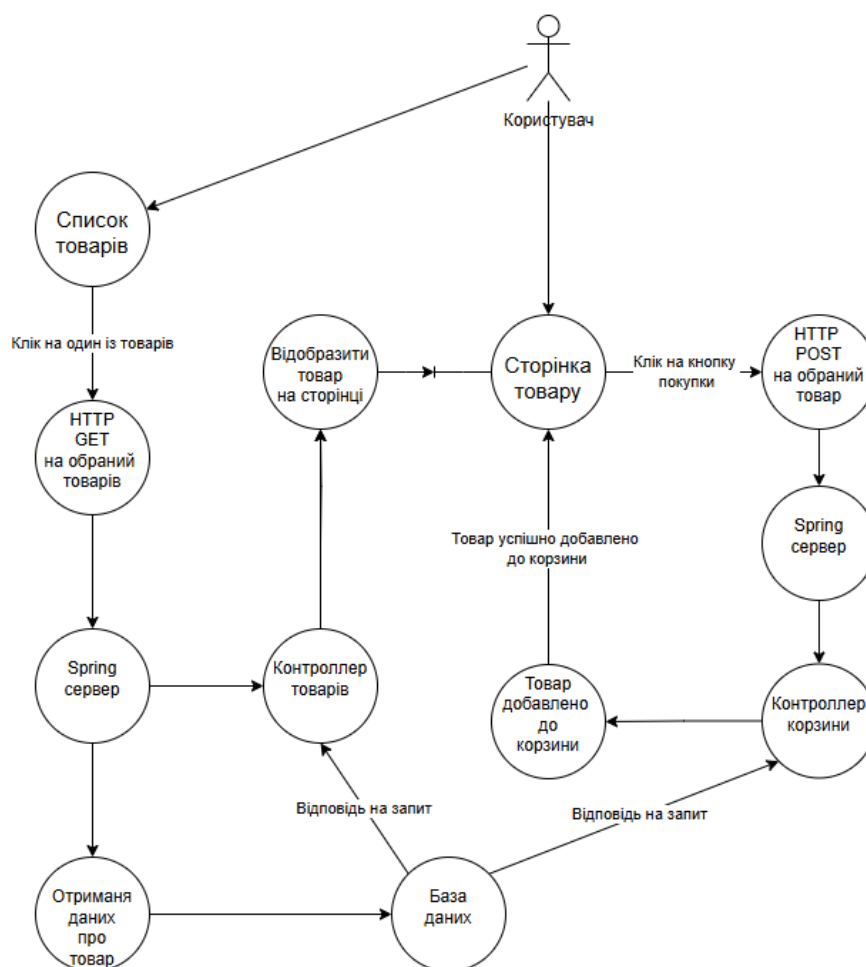 Користувач
Список
товарів
Клік на один із товарів
Відобразити
товар
на сторінці
Сторінка
товару
Клік на кнопку
покупки
HTTP
POST
на обраний
товар
HTTP
GET
на обраний
товарів
Spring
сервер
Товар успішно добавлено
до корзини
Spring
сервер
Контроллер
товарів
Товар
добавлено
до
корзини
Контроллер
корзини
Відповідь на запит
Відповідь на запит
Отриманя
даних
про
товар
База
даних